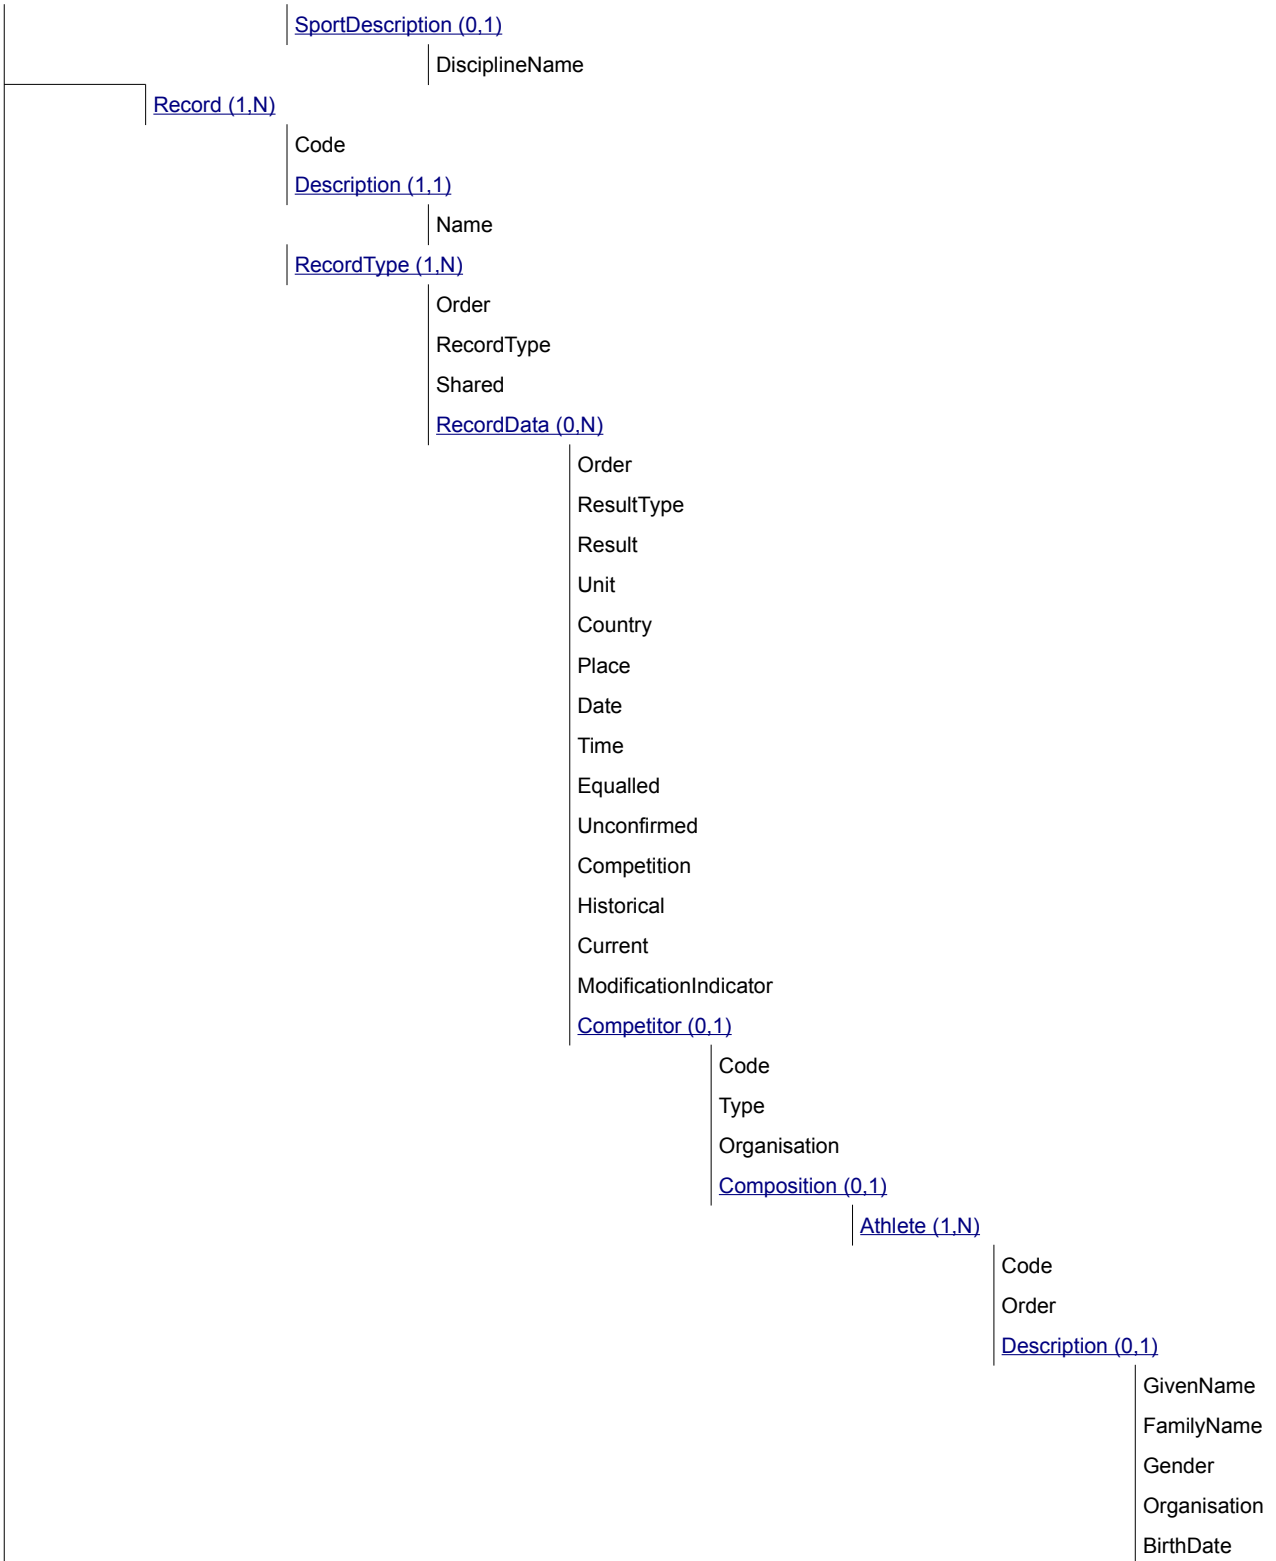 SportDescription (0,1)
DisciplineName
Record (1,N)
Code
Description (1,1)
Name
RecordType (1,N)
Order
RecordType
Shared
RecordData (0,N)
Order
ResultType
Result
Unit
Country
Place
Date
Time
Equalled
Unconfirmed
Competition
Historical
Current
ModificationIndicator
Competitor (0,1)
Code
Type
Organisation
Composition (0,1)
Athlete (1,N)
Code
Order
Description (0,1)
GivenName
FamilyName
Gender
Organisation
BirthDate